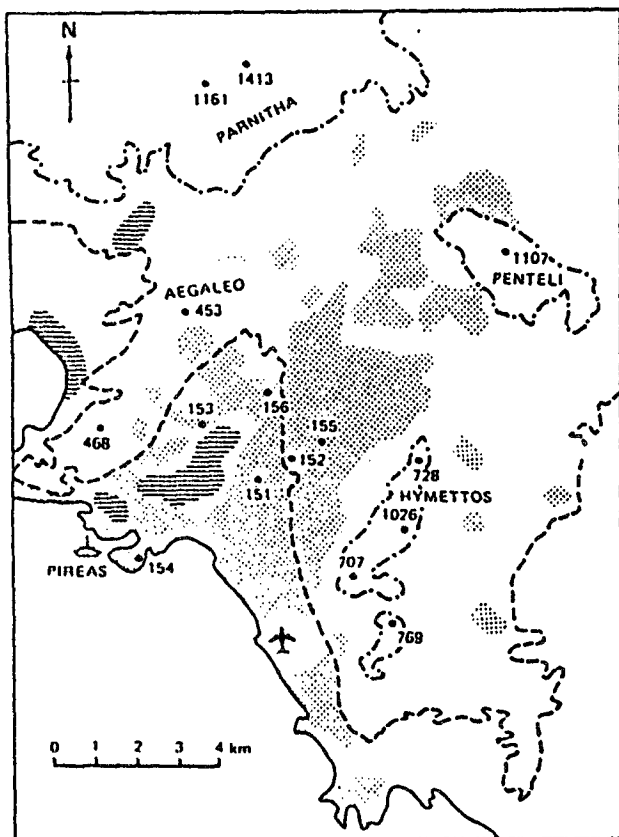 N
1413
1161
PARNITHA
1107
PENTELI
AEGALEO
453
156
153
155
468
152
728
151
HYMETTOS
1026
154
PIREAS
707
769
0 1 2 3 4 km